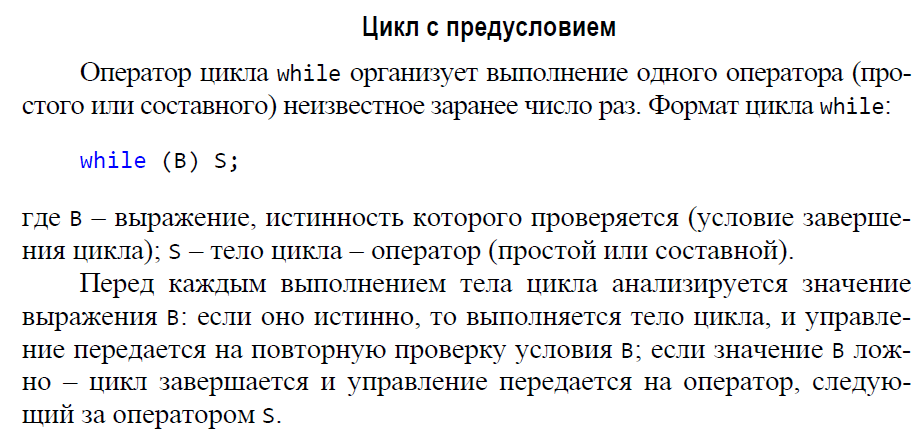 Цикл с предусловием
Оператор цикла while организует выполнение одного оператора (про-
стого или составного) неизвестное заранее число раз. Формат цикла while:
while (B) S;
где B – выражение, истинность которого проверяется (условие заверше-
ния цикла); S – тело цикла – оператор (простой или составной).
Перед каждым выполнением тела цикла анализируется значение
выражения B: если оно истинно, то выполняется тело цикла, и управле-
ние передается на повторную проверку условия B; если значение B лож-
но – цикл завершается и управление передается на оператор, следую-
щий за оператором S.